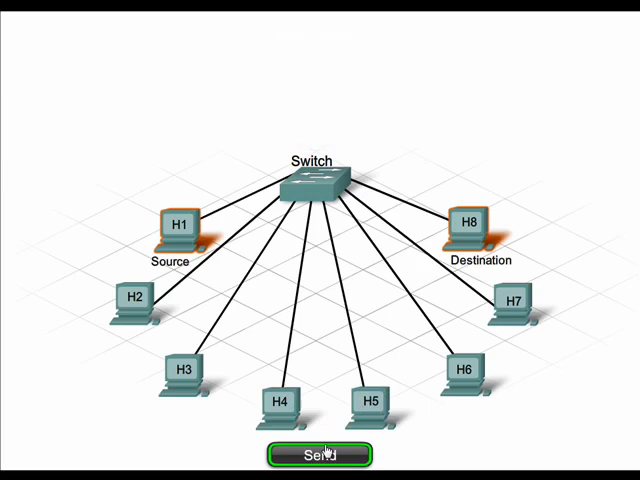 Switch
H1
H8
Source
Destination
H2
H7
H3
H6
H4
H5
Send